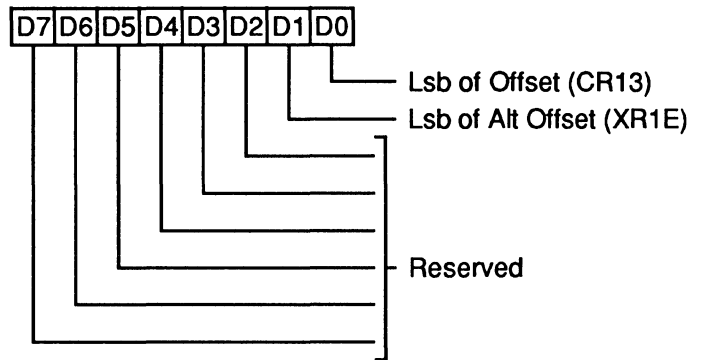 D7 D6 D5 D4 D3 D2 D1 D0
Lsb of Offset (CR13)
Lsb of Alt Offset (XR1E)
Reserved